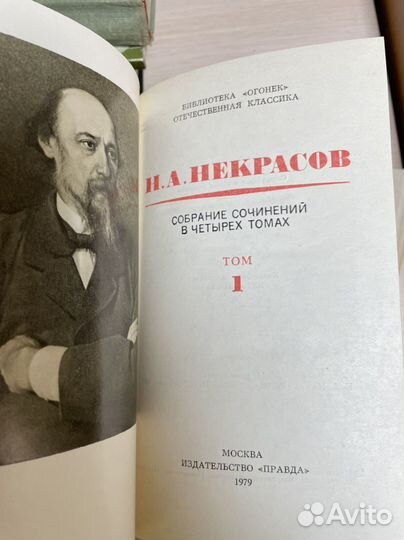 БИБЛИОТЕКА «ОГОНЕК»
ОТЕЧЕСТВЕННАЯ КЛАССИКА
Н.А.НЕКРАСОВ
СОБРАНИЕ СОЧИНЕНИЙ
В ЧЕТЫРЕХ ТОМАХ
ТОМ
1
МОСКВА
ИЗДАТЕЛЬСТВО «ПРАВДА»
1979
Avito